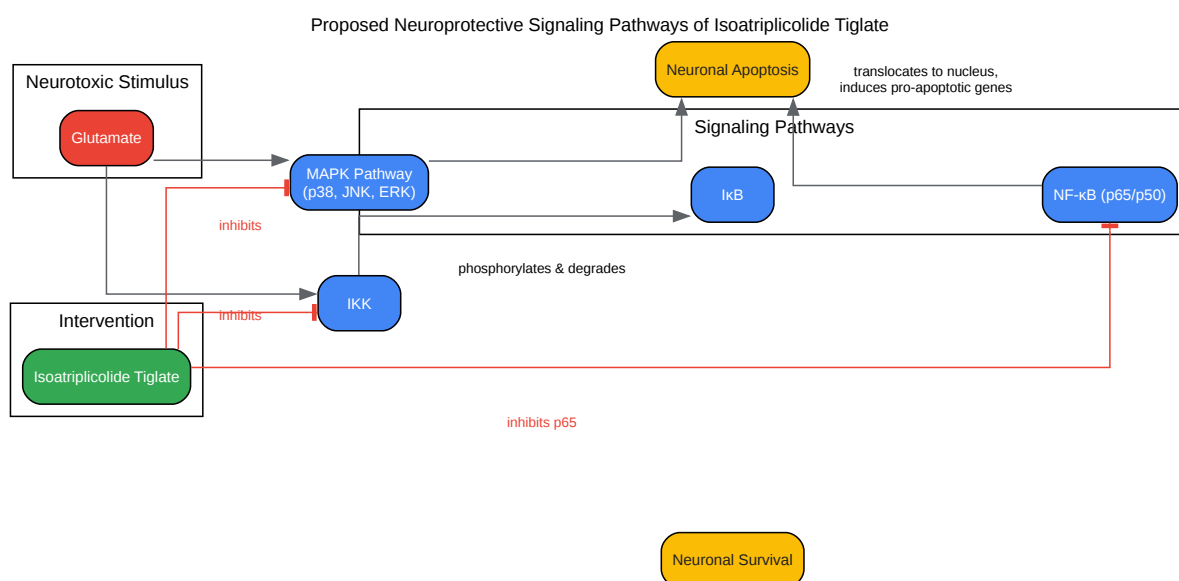 Proposed Neuroprotective Signaling Pathways of Isoatriplicolide Tiglate
Neurotoxic Stimulus
Glutamate
Neuronal Apoptosis
translocates to nucleus,
induces pro-apoptotic genes
Signaling Pathways
MAPK Pathway
(p38, JNK, ERK)
IκB
NF-κB (p65/p50)
inhibits
phosphorylates & degrades
IKK
inhibits
Intervention
Isoatriplicolide Tiglate
inhibits p65
Neuronal Survival